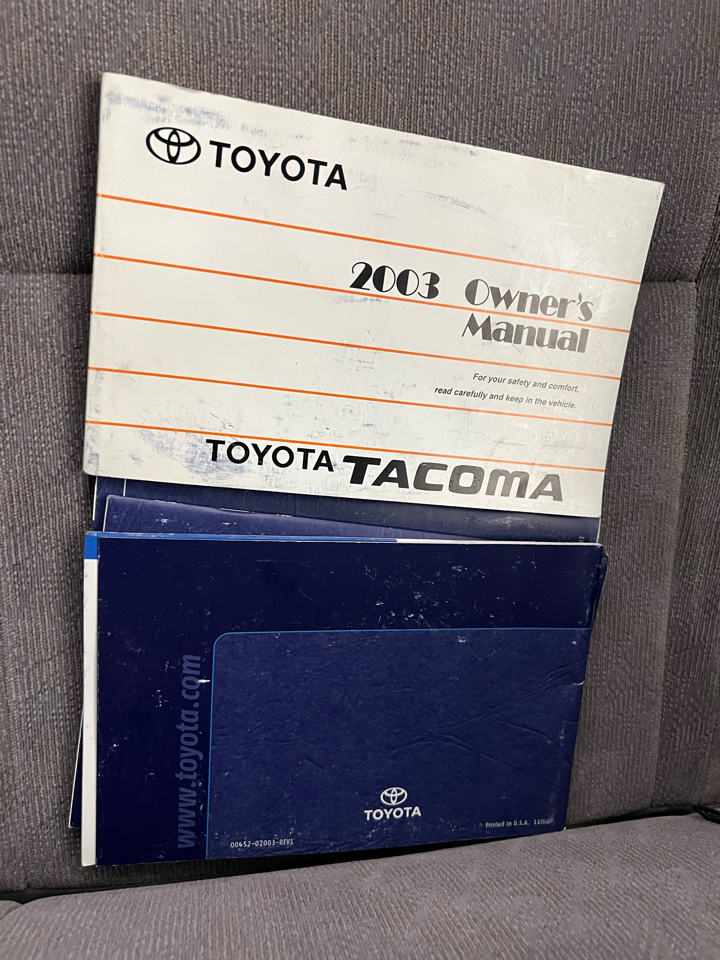 TOYOTA
2003 Owner's
Manual
For your safety and comfort,
read carefully and keep in the vehicle.
TOYOTA TACOMA
www.toyota.com
TOYOTA
00452-02003-REV1
Printed in U.S.A.